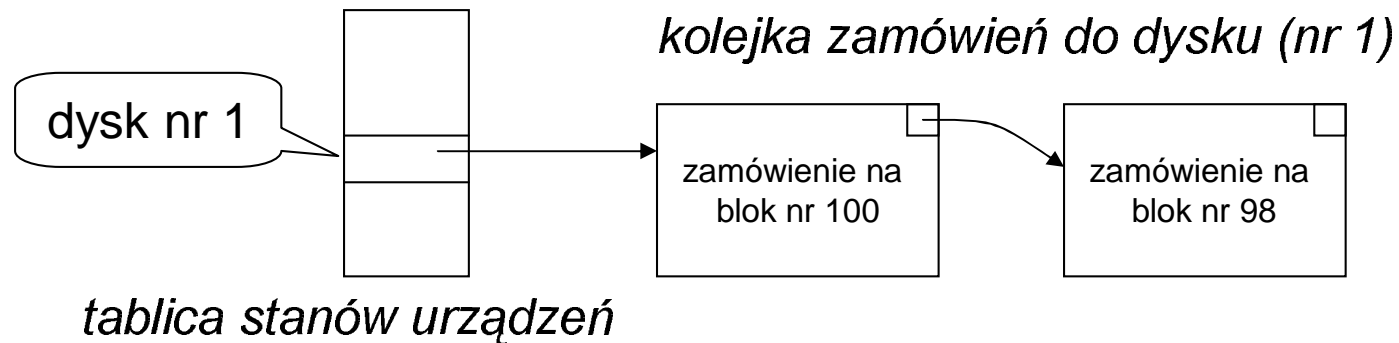 kolejka zamówień do dysku (nr 1)
dysk nr 1
zamówienie na
blok nr 100
zamówienie na
blok nr 98
tablica stanów urządzeń